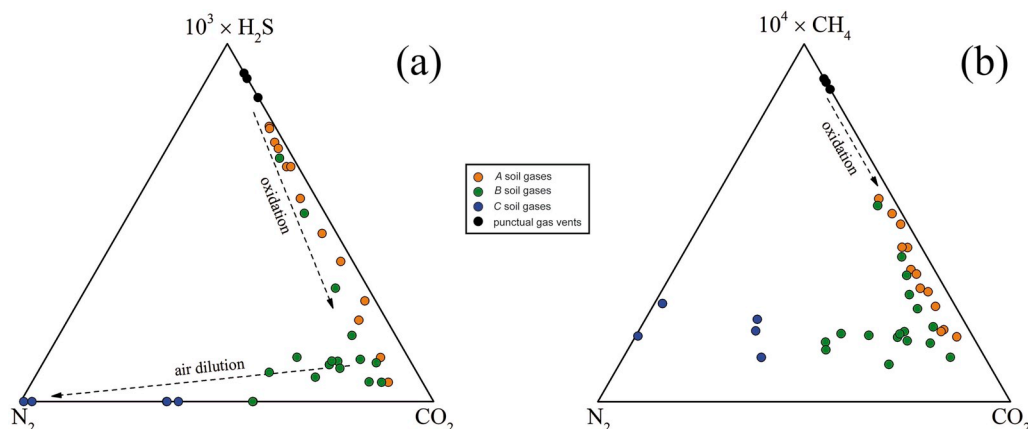 10³ × H₂S
(a)
oxidation
air dilution
N₂
CO₂
A soil gases
B soil gases
C soil gases
punctual gas vents
10⁴ × CH₄
(b)
oxidation
N₂
CO₂